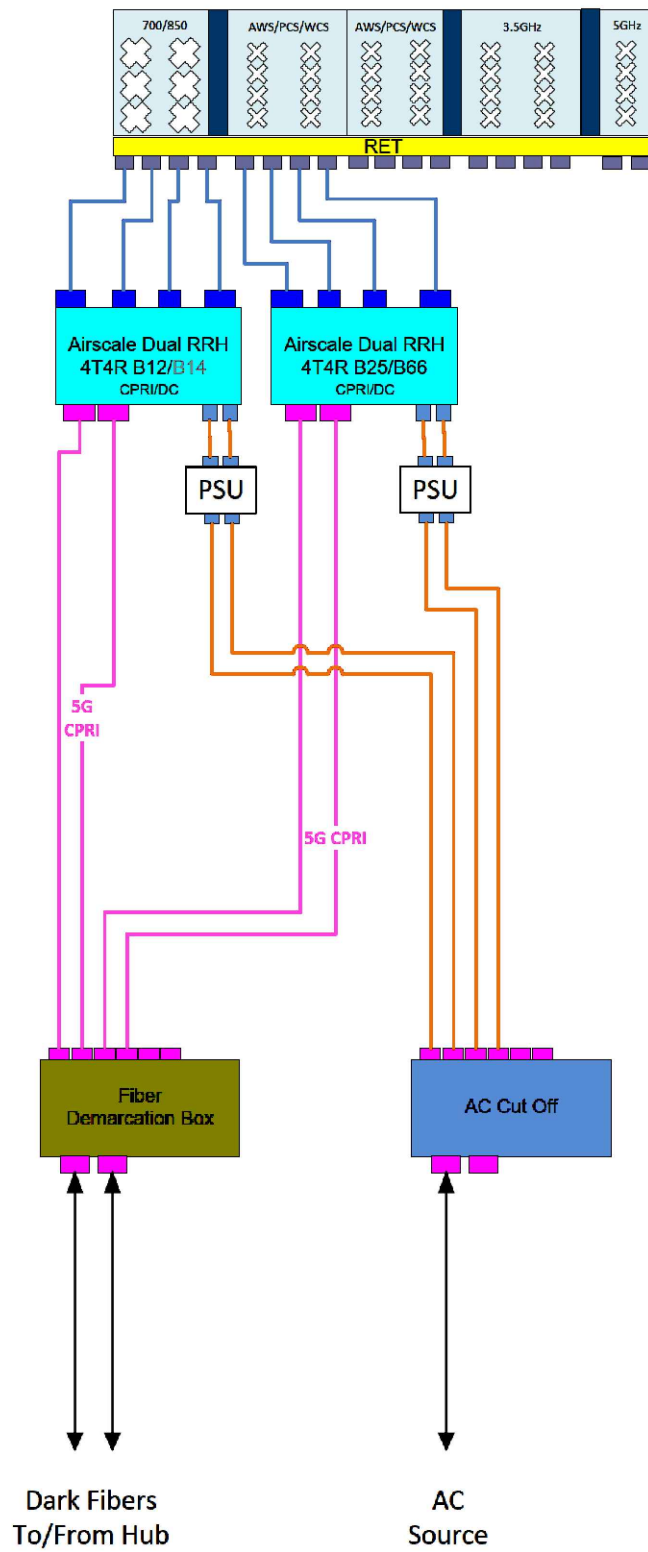 700/850
AWS/PCS/WCS
AWS/PCS/WCS
3.5GHz
5GHz
RET
Airscale Dual RRH
4T4R B12/B14
CPRI/DC
Airscale Dual RRH
4T4R B25/B66
CPRI/DC
PSU
PSU
5G
CPRI
5G CPRI
Fiber
Demarcation Box
AC Cut Off
Dark Fibers
To/From Hub
AC
Source